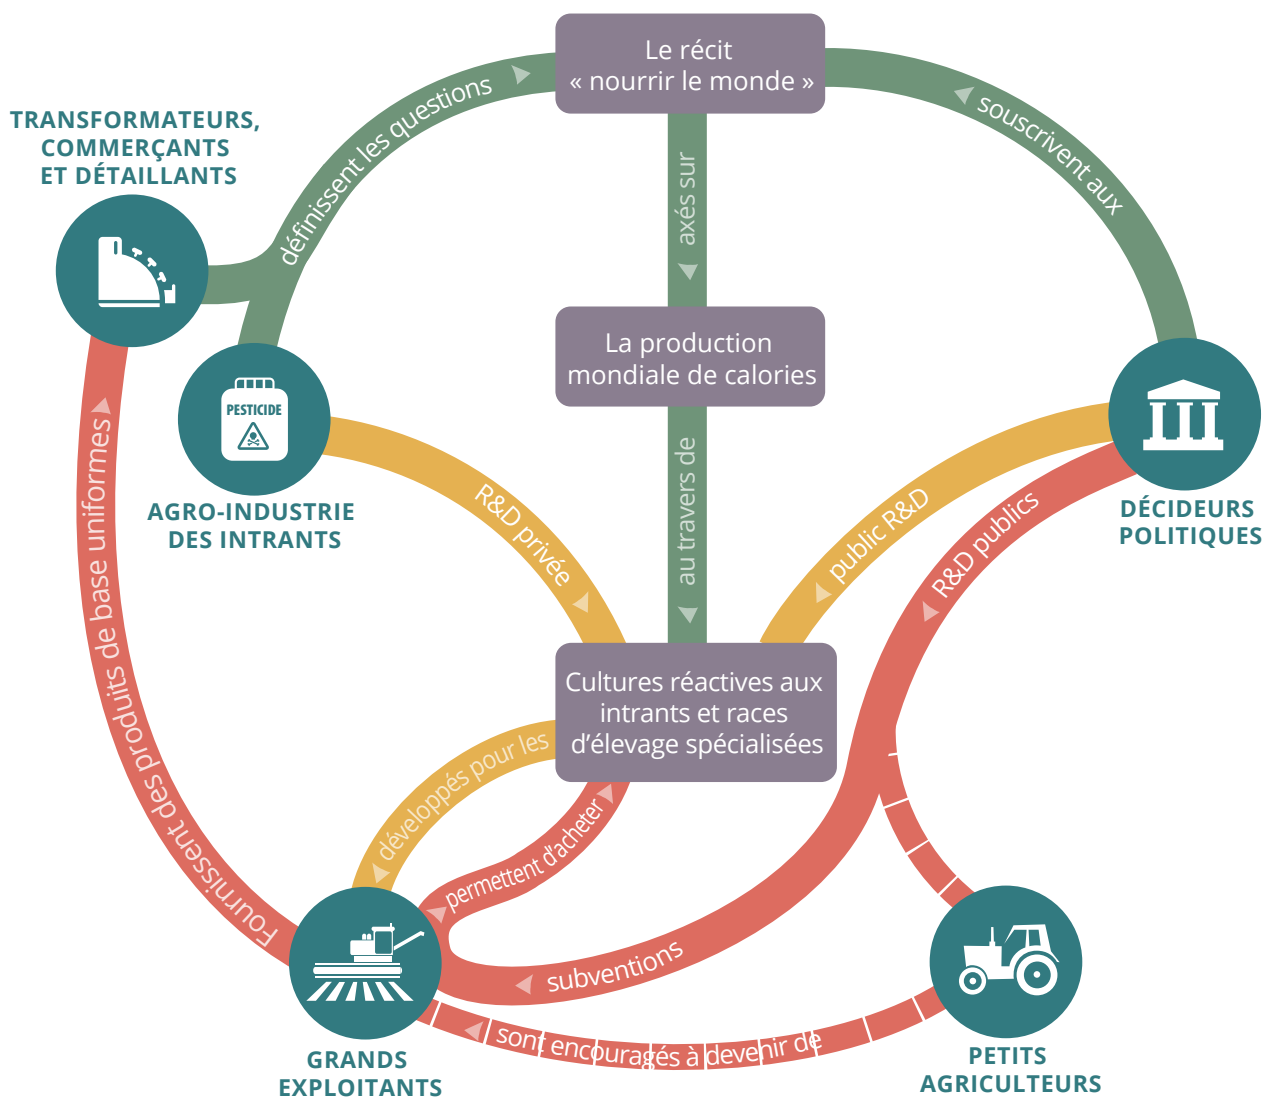 Le récit
« nourrir le monde »
définissent les questions
souscrivent aux
TRANSFORMATEURS,
COMMERÇANTS
ET DÉTAILLANTS
axés sur
La production
mondiale de calories
PESTICIDE
AGRO-INDUSTRIE
DES INTRANTS
DÉCIDEURS
POLITIQUES
R&D privée
au travers de
public R&D
R&D publics
Fournissent des produits de base uniformes
Cultures réactives aux
intrants et races
d’élevage spécialisées
développés pour les
permettent d'acheter
subventions
sont encouragés à devenir de
GRANDS
EXPLOITANTS
PETITS
AGRICULTEURS